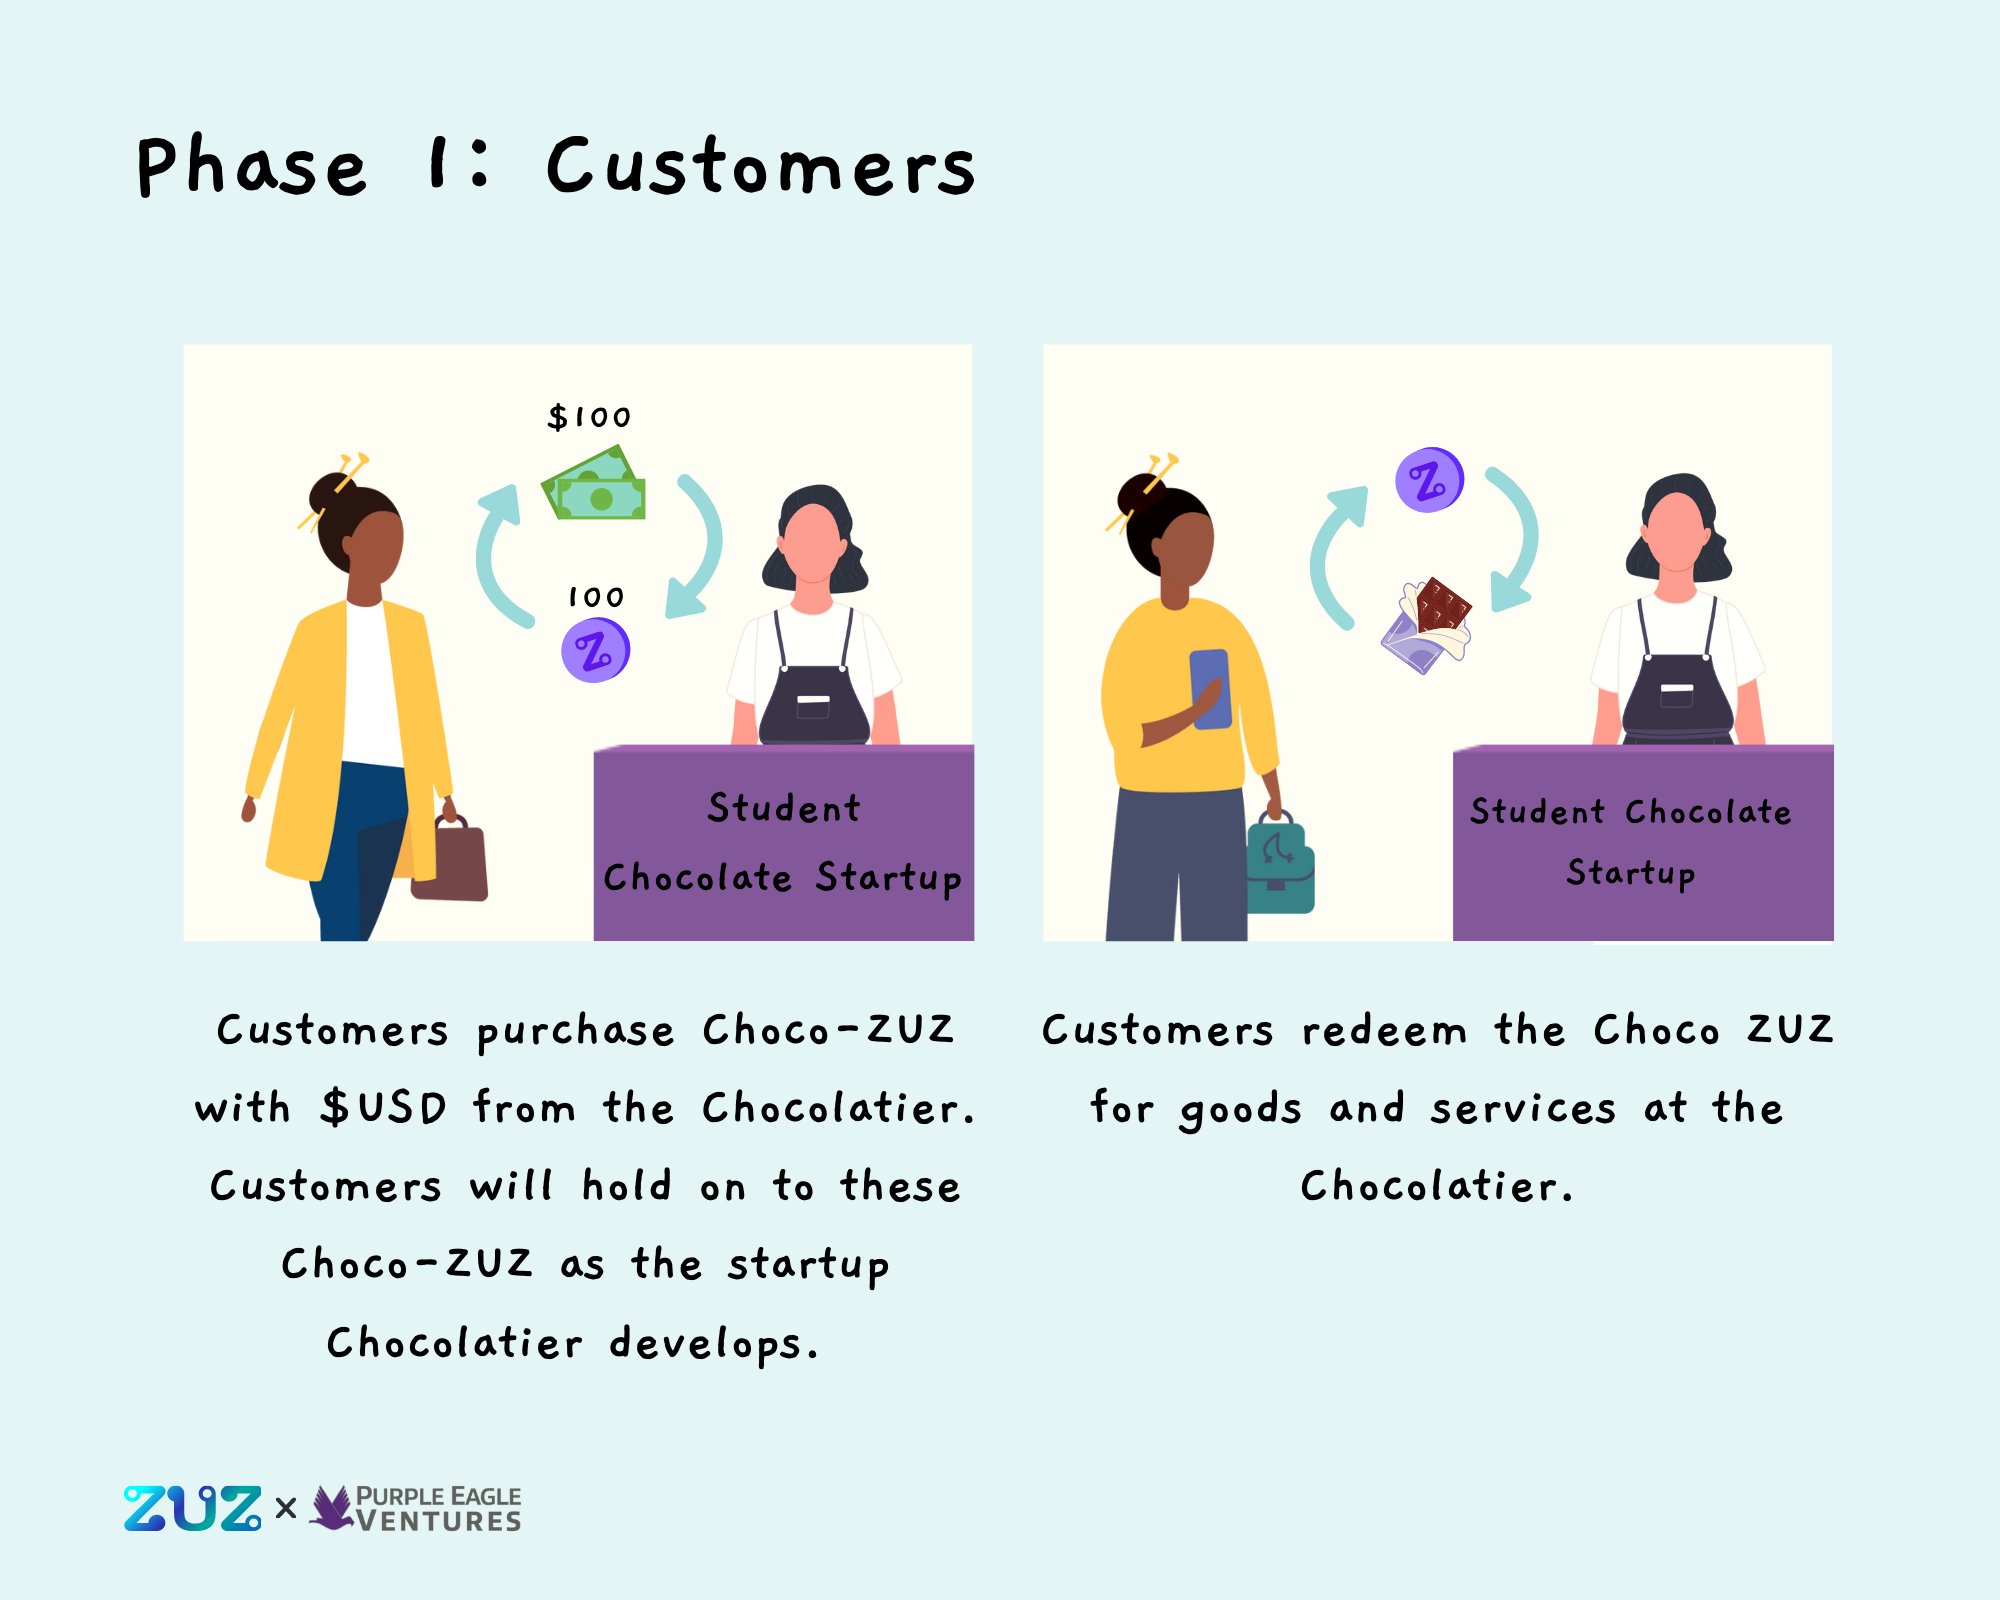 Phase 1: Customers
$100
100
Z
Student
Chocolate Startup
Customers purchase Choco-ZUZ
with $USD from the Chocolatier.
Customers will hold on to these
Choco-ZUZ as the startup
Chocolatier develops.
Z
Student Chocolate
Startup
Customers redeem the Choco ZUZ
for goods and services at the
Chocolatier.
ZUZ x PURPLE EAGLE
VENTURES